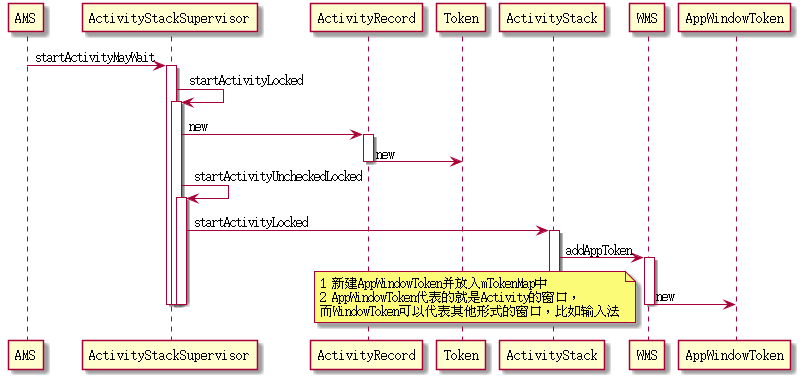 AMS
ActivityStackSupervisor
ActivityRecord
Token
ActivityStack
WMS
AppWindowToken
startActivityMayWait
startActivityLocked
new
new
startActivityUncheckedLocked
startActivityLocked
addAppToken
1 新建AppWindowToken并放入mTokenMap中
2 AppWindowToken代表的就是Activity的窗口，
而WindowToken可以代表其他形式的窗口，比如输入法
new
AMS
ActivityStackSupervisor
ActivityRecord
Token
ActivityStack
WMS
AppWindowToken